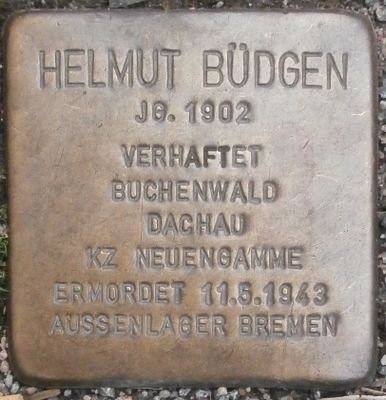 HELMUT BÜDGEN
JG. 1902
VERHAFTET
BUCHENWALD
DACHAU
KZ NEUENGAMME
ERMORDET 11.5.1943
AUSSENLAGER BREMEN